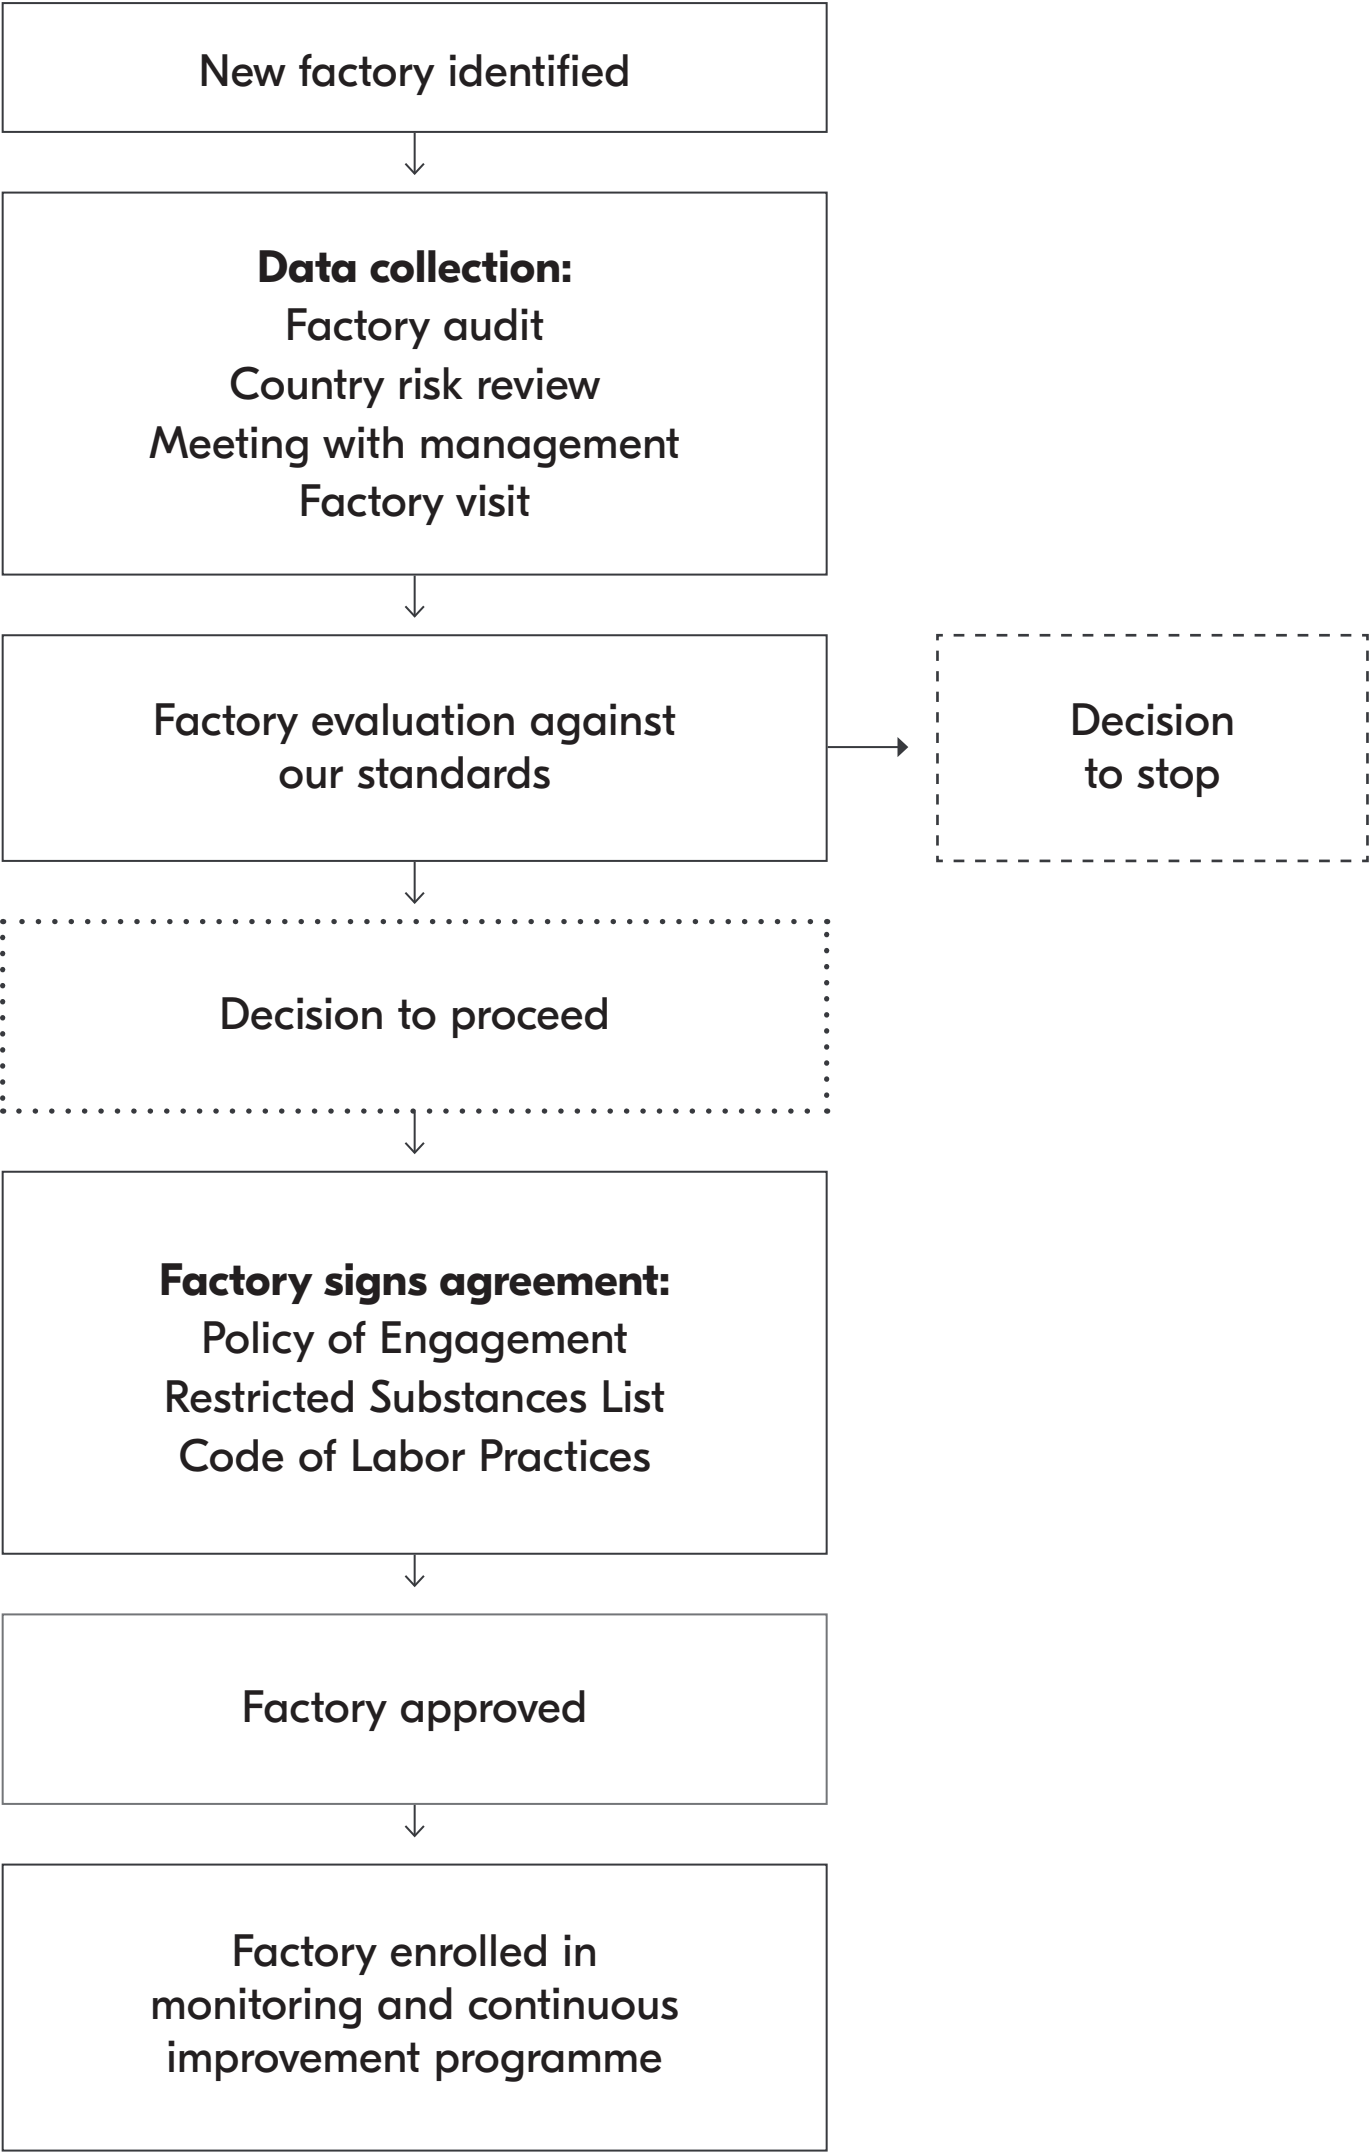 New factory identified
Data collection:
Factory audit
Country risk review
Meeting with management
Factory visit
Factory evaluation against
our standards
Decision
to stop
Decision to proceed
Factory signs agreement:
Policy of Engagement
Restricted Substances List
Code of Labor Practices
Factory approved
Factory enrolled in
monitoring and continuous
improvement programme